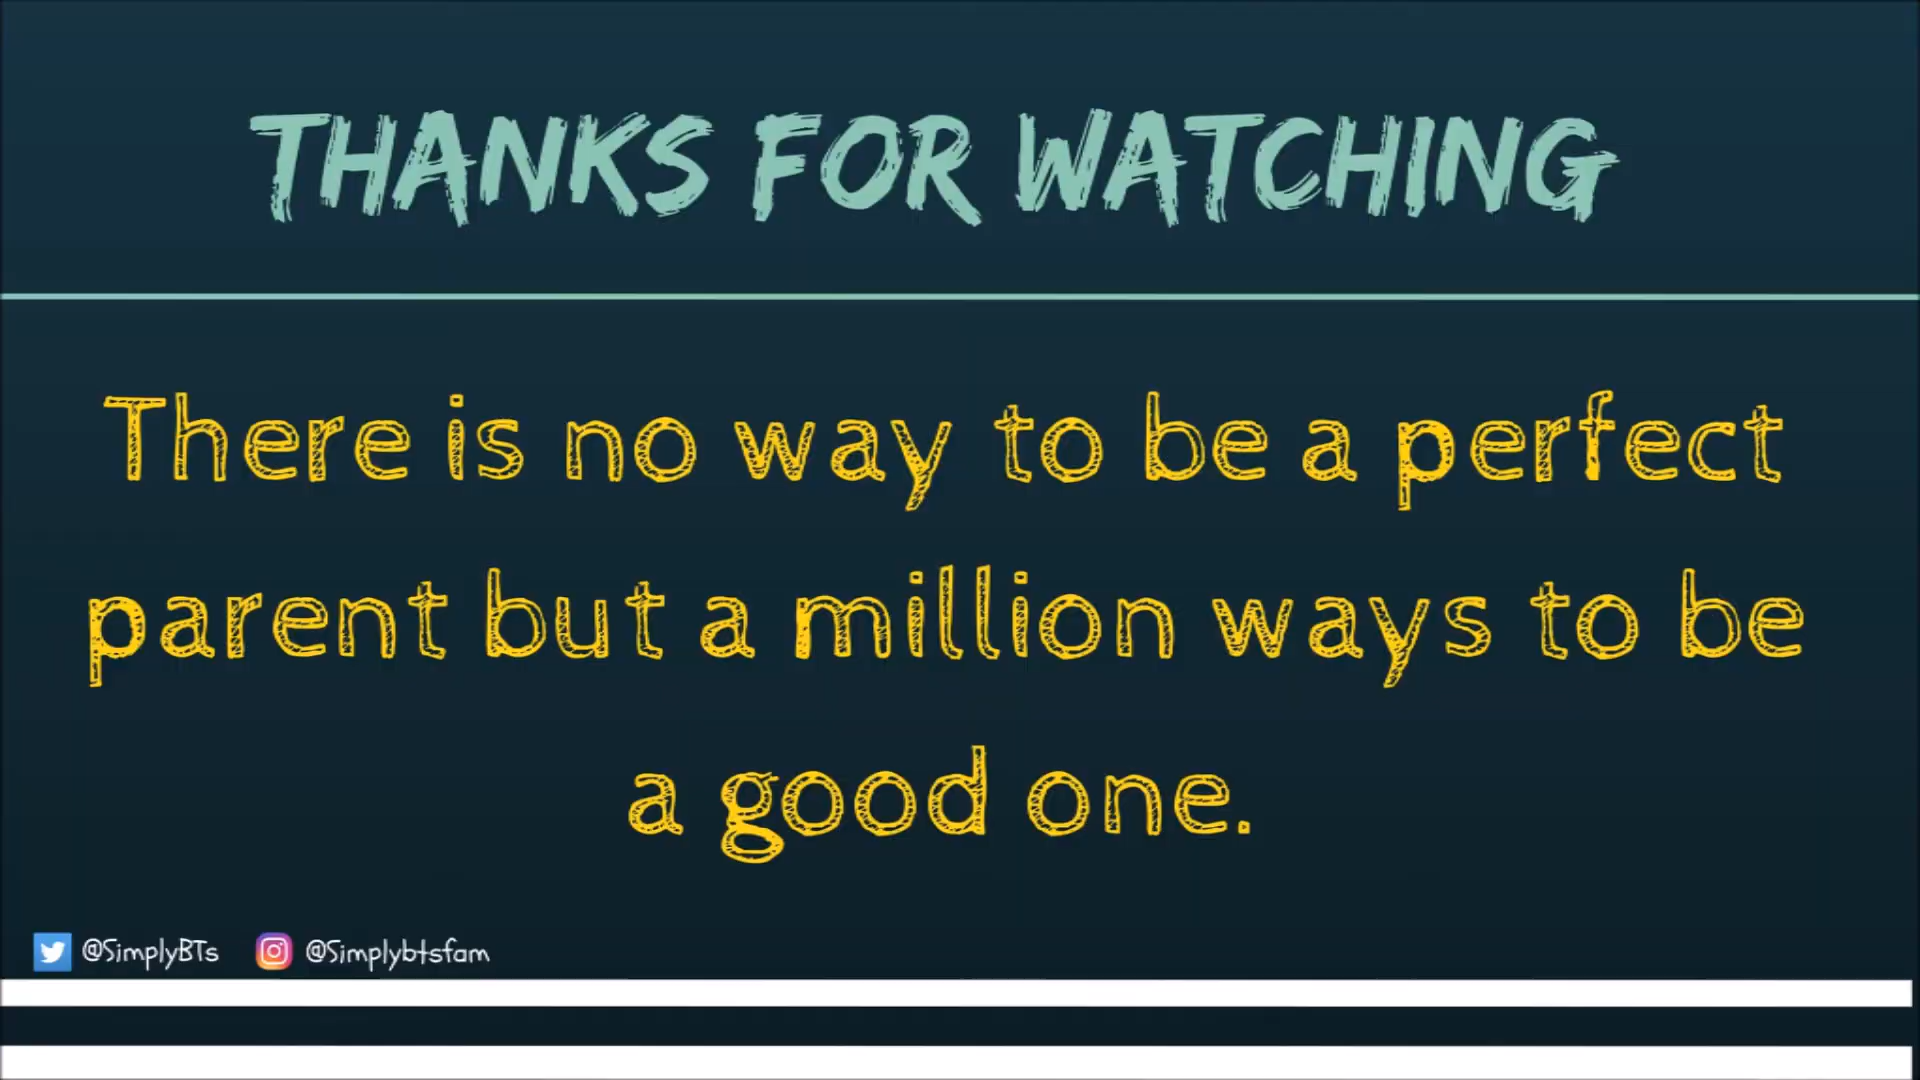 THANKS FOR WATCHING
There is no way to be a perfect
parent but a million ways to be
a good one.
@SimplyBTs @Simplybtsfam